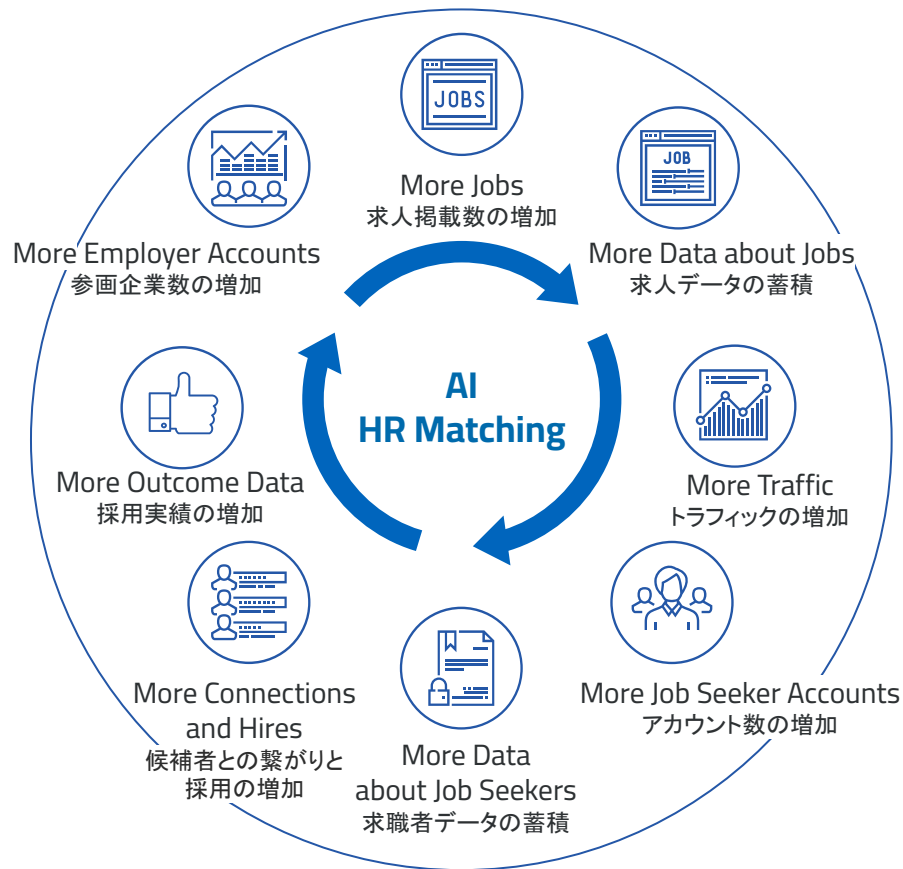 JOBS
More Jobs
求人掲載数の増加
JOB
More Data about Jobs
求人データの蓄積
More Traffic
トラフィックの増加
More Job Seeker Accounts
アカウント数の増加
More Data
about Job Seekers
求職者データの蓄積
More Connections
and Hires
候補者との繋がりと
採用の増加
More Outcome Data
採用実績の増加
More Employer Accounts
参画企業数の増加
AI
HR Matching